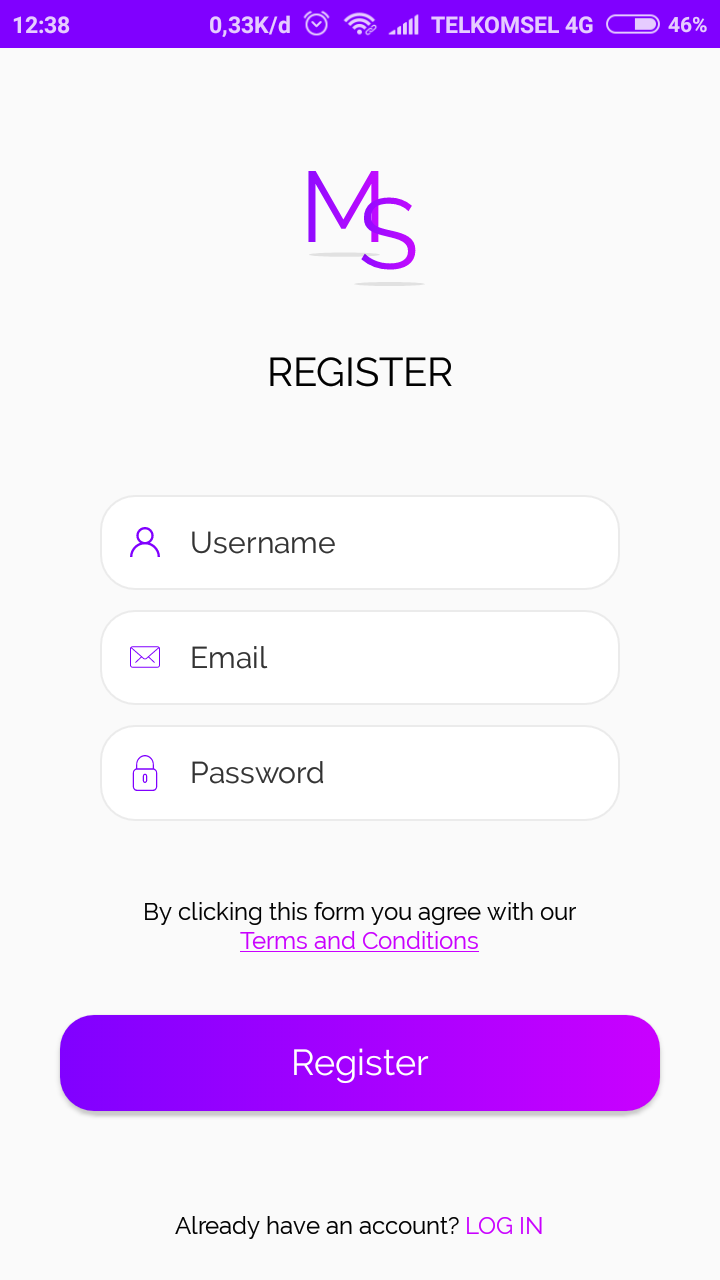 12:38 0,33K/d TELKOMSEL 4G 46%
MS
REGISTER
Username
Email
Password
By clicking this form you agree with our
Terms and Conditions
Register
Already have an account? LOG IN